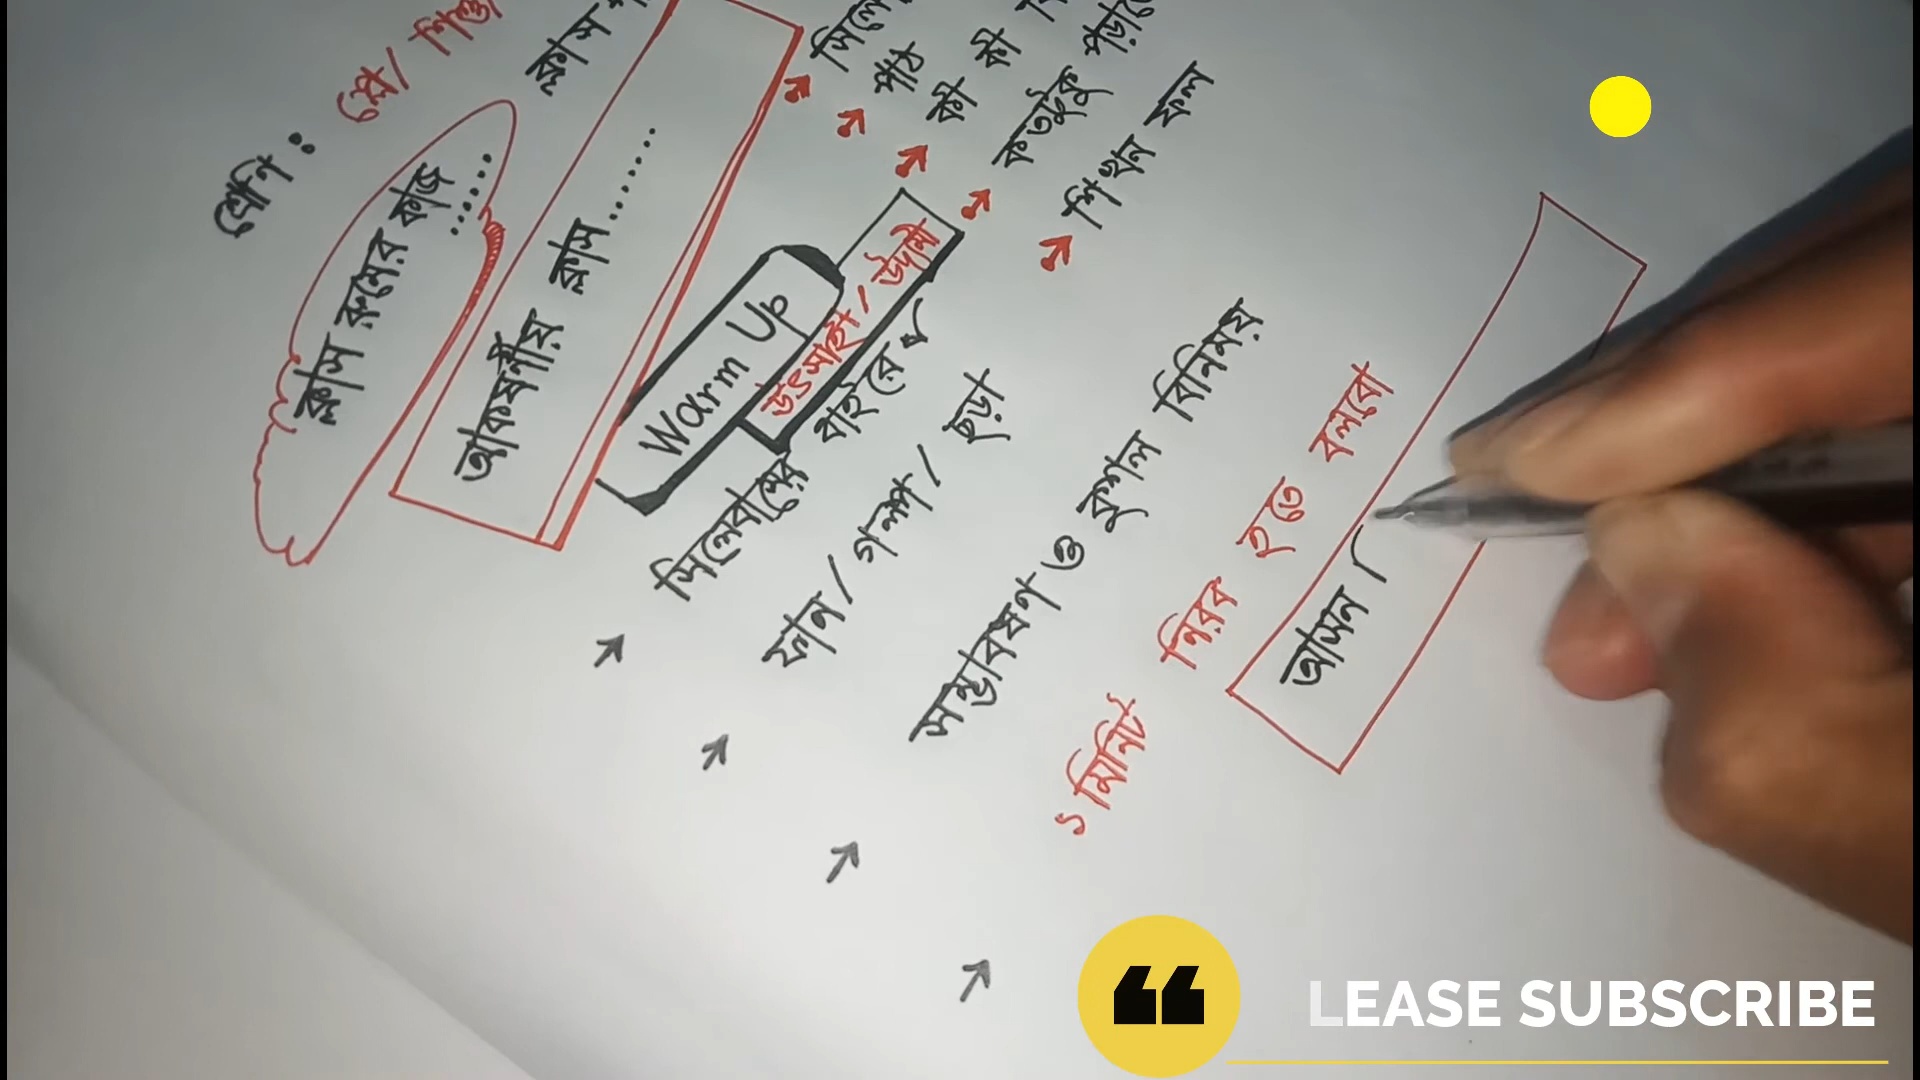 শ্রেণি : ৫ম/ শিশু
ক্লাস
ক্লাস রুমের কাজ ......
আকর্ষণীয় ক্লাস .......
Warm Up
উৎসাহী / উদ্দীপ্ত
সিলে
পাঠ
কী কী
কতটুকু পড়াবো
শিখন ফল
সিলেবাসের বাইরে
ফান / গল্প / ছড়া
সম্ভাষণ ও কুশল বিনিময়
১ মিনিট নিরব হতে বলবো
আসন
LEASE SUBSCRIBE